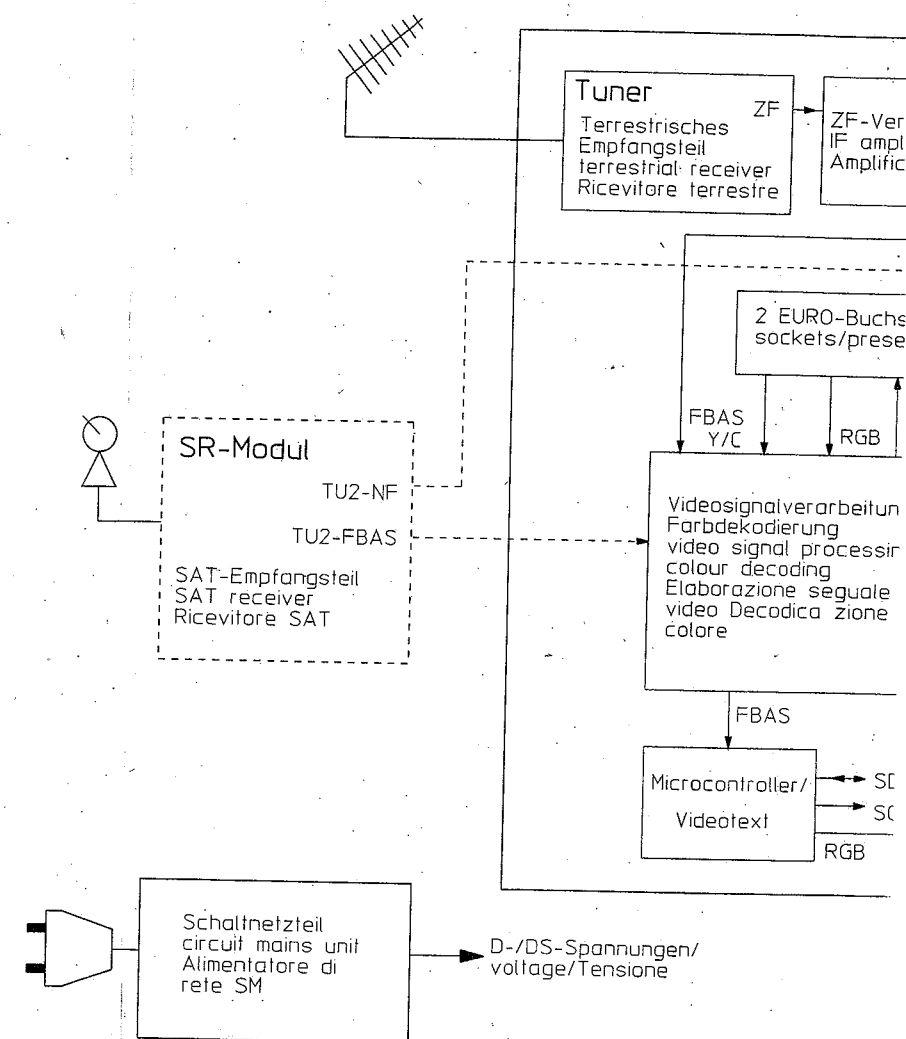 Tuner
ZF
Terrestrisches
Empfangsteil
terrestrial receiver
Ricevitore terrestre
ZF-Ver
IF ampl
Amplific
2 EURO-Buchs
sockets/prese
FBAS
Y/C
RGB
SR-Modul
TU2-NF
TU2-FBAS
SAT-Empfangsteil
SAT receiver
Ricevitore SAT
Videosignalverarbeitun
Farbdekodierung
video signal processin
colour decoding
Elaborazione seguale
video Decodica zione
colore
FBAS
Microcontroller/
Videotext
RGB
Schaltnetzteil
circuit mains unit
Alimentatore di
rete SM
D-/DS-Spannungen/
voltage/Tensione